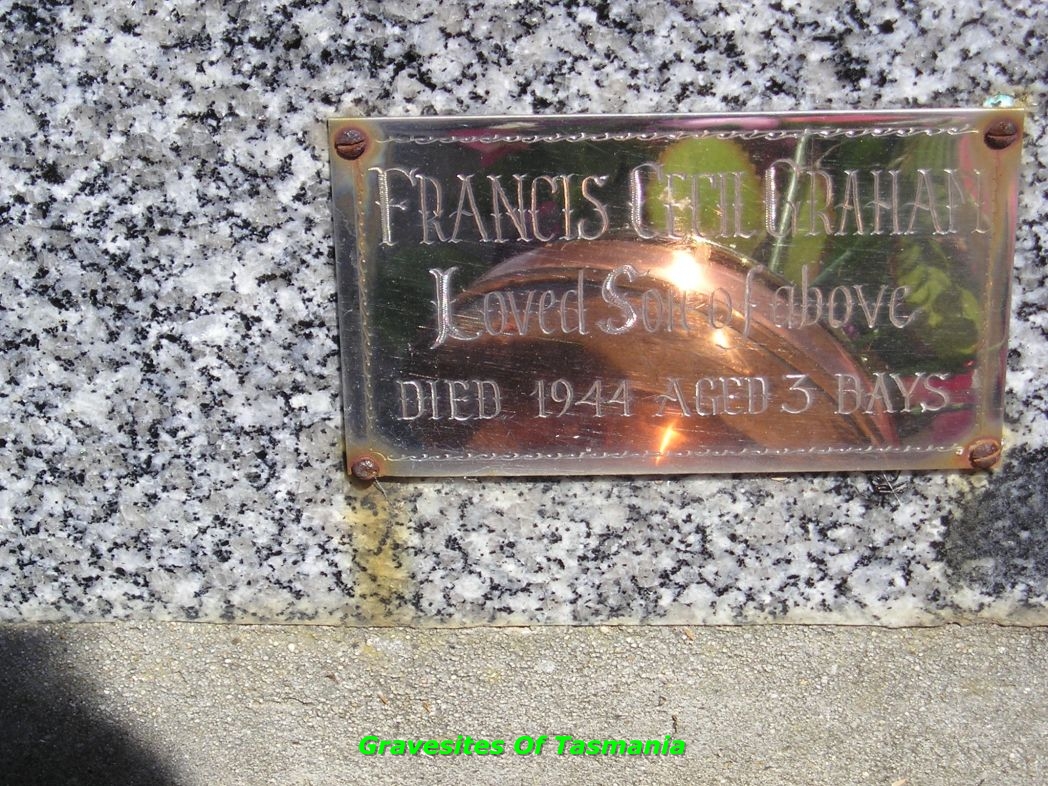 FRANCIS CECIL GRAHAM
Loved Son of above
DIED 1944 AGED 3 DAYS
Gravesites Of Tasmania